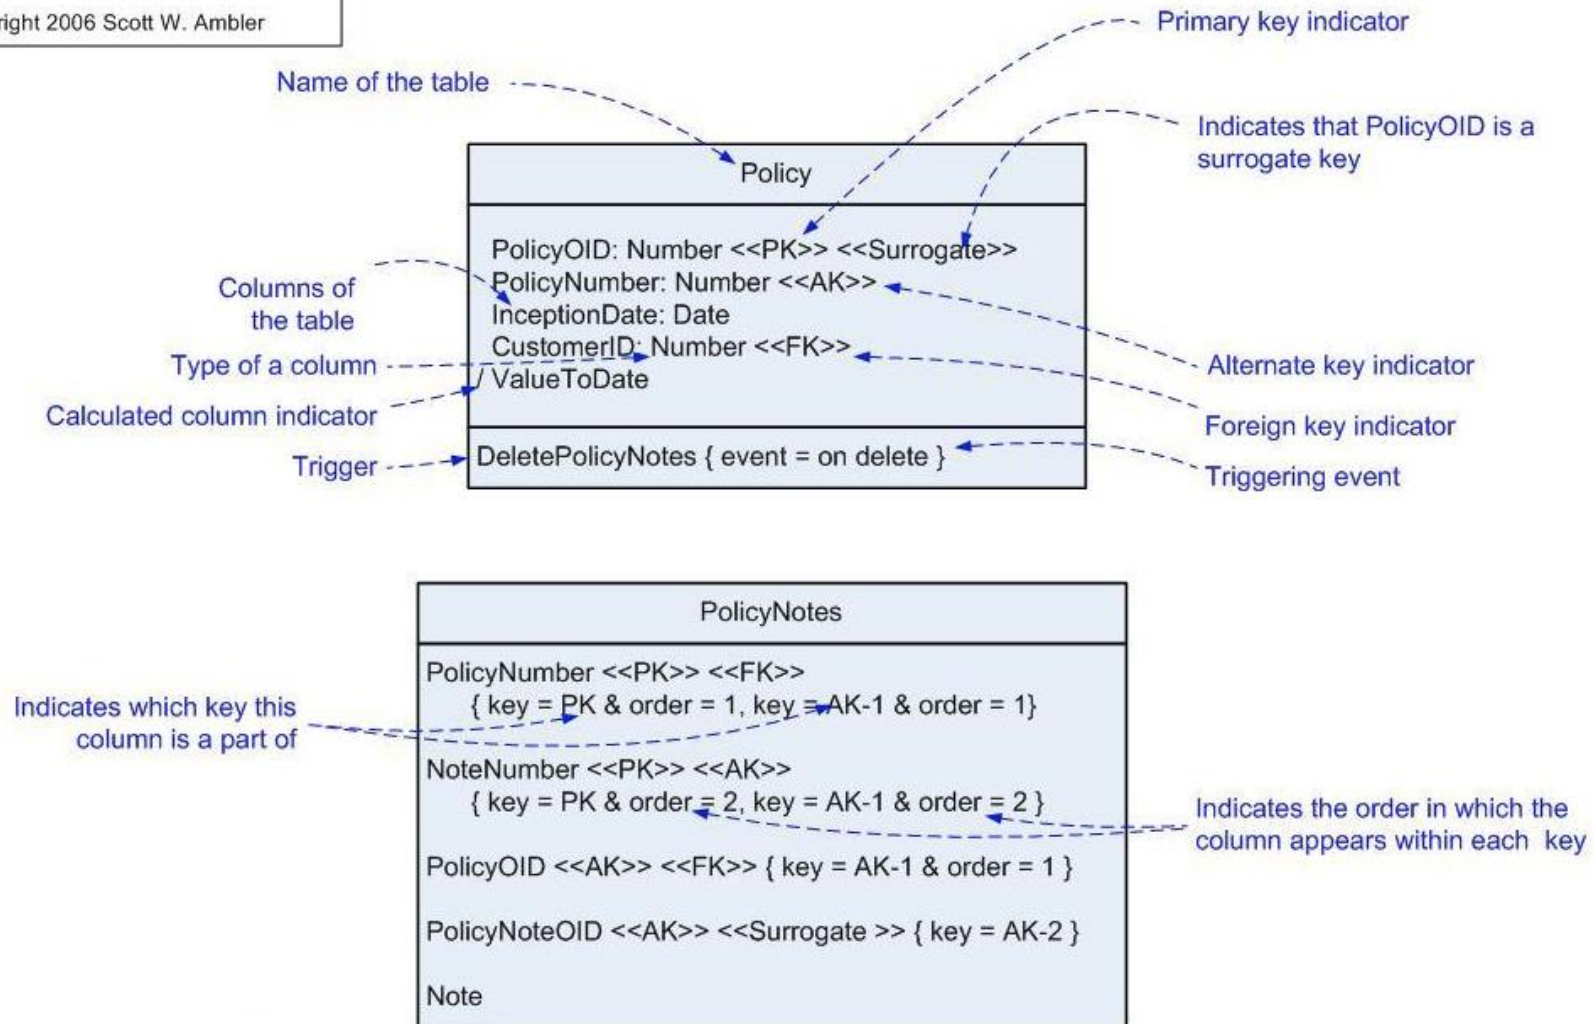 right 2006 Scott W. Ambler
Primary key indicator
Name of the table
Indicates that PolicyOID is a
surrogate key
Policy
PolicyOID: Number <<PK>> <<Surrogate>>
PolicyNumber: Number <<AK>>
InceptionDate: Date
CustomerID: Number <<FK>>
/ ValueToDate
Columns of
the table
Type of a column
Calculated column indicator
Trigger
Alternate key indicator
Foreign key indicator
Triggering event
DeletePolicyNotes { event = on delete }
PolicyNotes
PolicyNumber <<PK>> <<FK>>
{ key = PK & order = 1, key = AK-1 & order = 1}
Indicates which key this
column is a part of
NoteNumber <<PK>> <<AK>>
{ key = PK & order = 2, key = AK-1 & order = 2 }
Indicates the order in which the
column appears within each key
PolicyOID <<AK>> <<FK>> { key = AK-1 & order = 1 }
PolicyNoteOID <<AK>> <<Surrogate >> { key = AK-2 }
Note